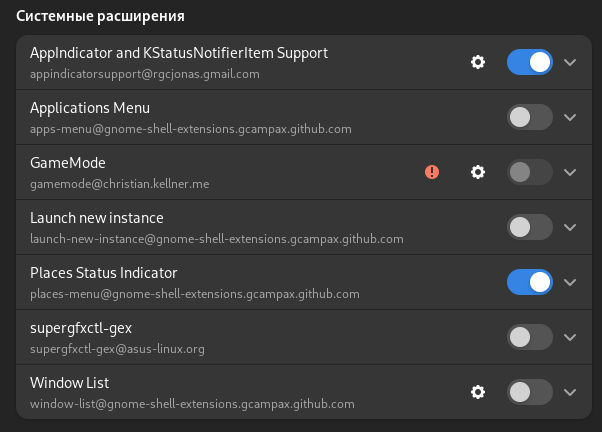 Системные расширения
AppIndicator and KStatusNotifierItem Support
appindicatorsupport@rgcjonas.gmail.com
Applications Menu
apps-menu@gnome-shell-extensions.gcampax.github.com
GameMode
gamemode@christian.kellner.me
Launch new instance
launch-new-instance@gnome-shell-extensions.gcampax.github.com
Places Status Indicator
places-menu@gnome-shell-extensions.gcampax.github.com
supergfxctl-gex
supergfxctl-gex@asus-linux.org
Window List
window-list@gnome-shell-extensions.gcampax.github.com